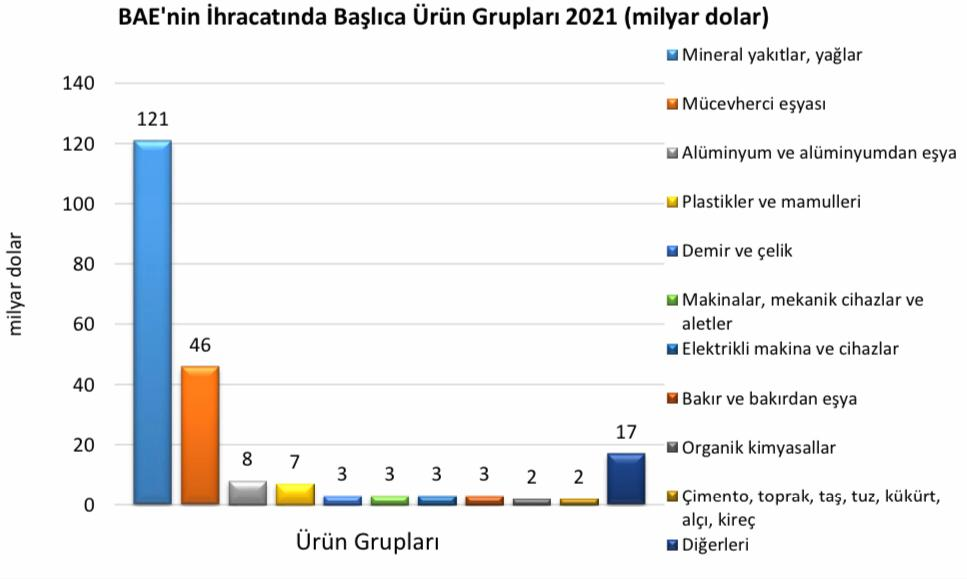 BAE'nin İhracatında Başlıca Ürün Grupları 2021 (milyar dolar)
milyar dolar
140
120
100
80
60
40
20
0
121
46
8
7
3
3
3
3
2
2
17
Ürün Grupları
Mineral yakıtlar, yağlar
Mücevherci eşyası
Alüminyum ve alüminyumdan eşya
Plastikler ve mamulleri
Demir ve çelik
Makinalar, mekanik cihazlar ve
aletler
Elektrikli makina ve cihazlar
Bakır ve bakırdan eşya
Organik kimyasallar
Çimento, toprak, taş, tuz, kükürt,
alçı, kireç
Diğerleri